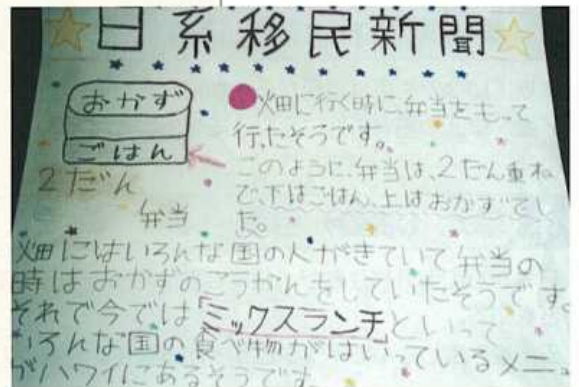 日系移民新聞
おかず
ごはん
2だん
弁当
畑に行く時に、弁当をもって
行たそうです。
このように、弁当は、2だん重ね
で、下はごはん、上はおかずでし
た。
畑にはいろんな国の人がきていて弁当の
時はおかずのこうかんをしていたそうです。
それで今では「ミックスランチ」といって
いろんな国の食べ物がはいっているメニュー
がハワイにあるそうです。